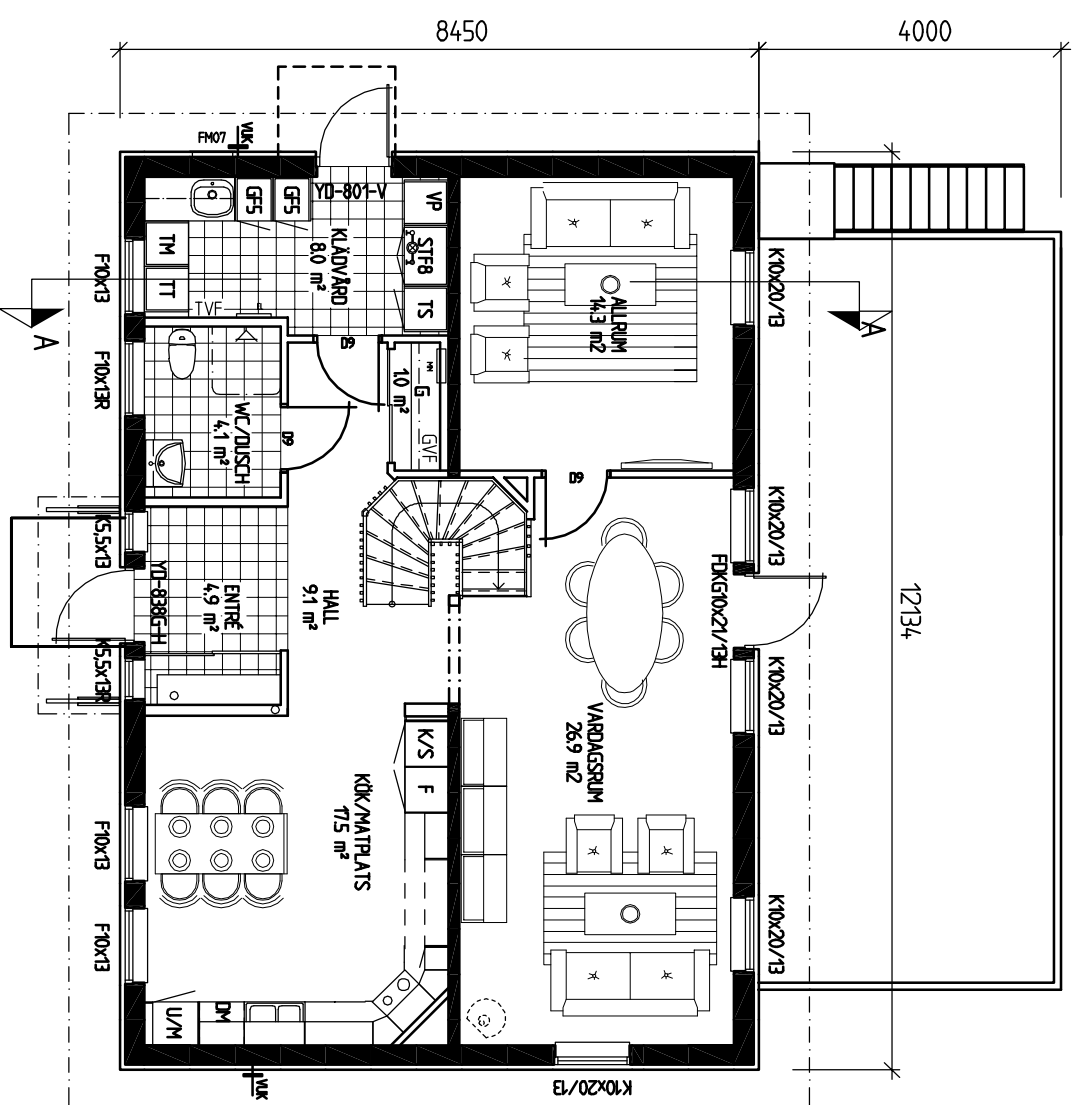 8450
4000
FM07
VUK
GF5
GF5
YD-801-V
VP
STF8
TS
TM
TT
TVF
KLÄDVÅRD
8.0 m²
ALLRUM
14.3 m2
K10x20/13
F10x13
A
A
D9
F10x13R
WC/DUSCH
4.1 m²
D9
G
1.0 m²
GVF
D9
K10x20/13
K5,5x13
YD-838G-H
ENTRÉ
4.9 m²
HALL
9.1 m²
FDKG10x21/13H
12134
K5,5x13R
K10x20/13
VARDAGSRUM
26.9 m2
K/S
F
KÖK/MATPLATS
17.5 m²
F10x13
F10x13
K10x20/13
U/M
DM
VUK
K10x20/13